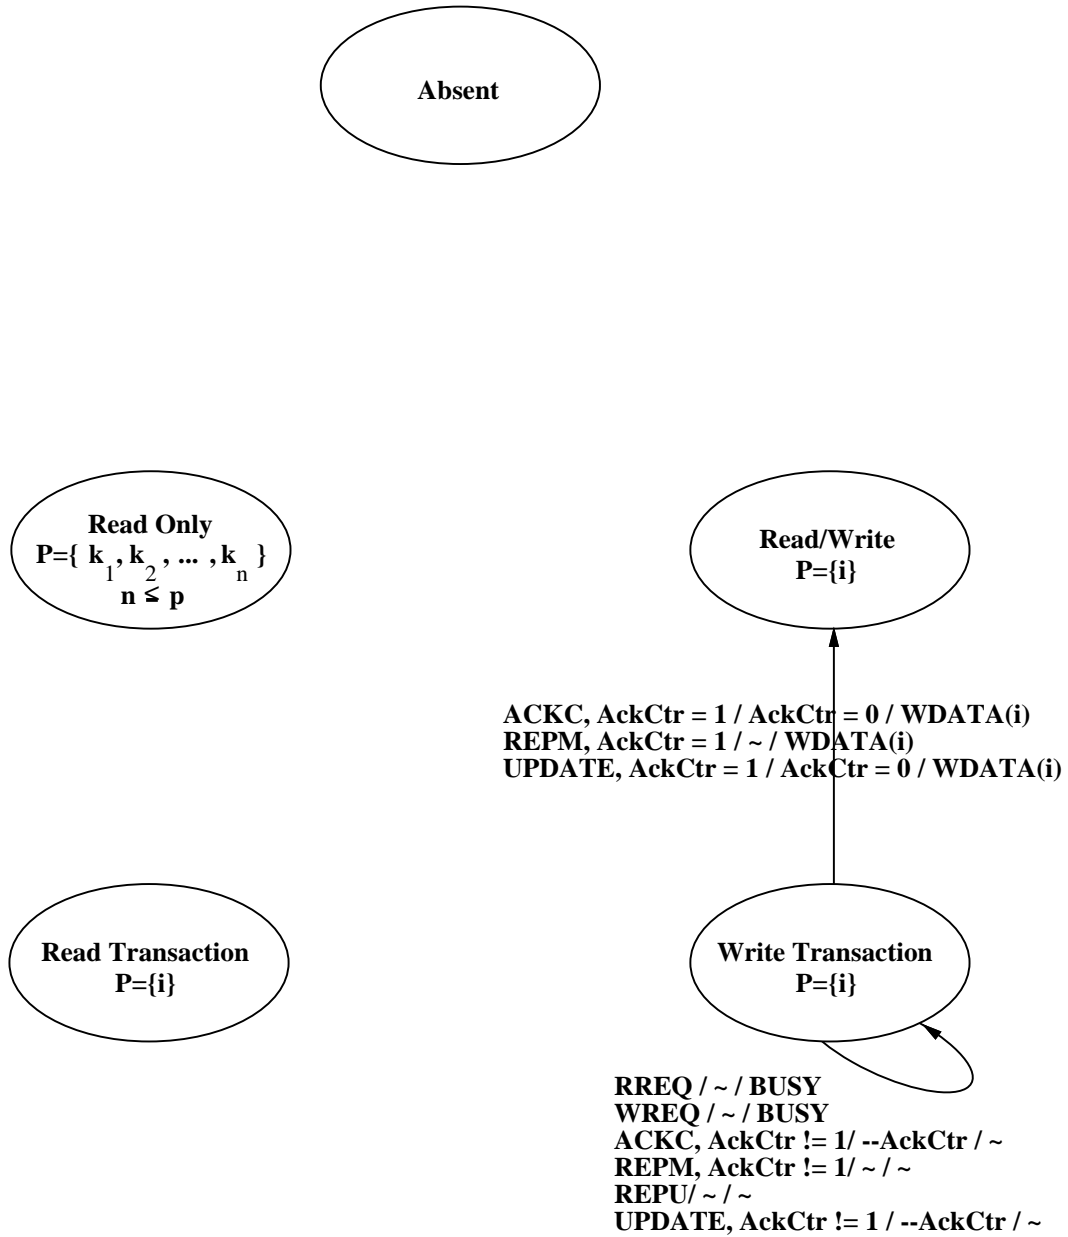 Absent
Read Only
P={ k1, k2, ... , kn }
n ≤ p
Read/Write
P={i}
ACKC, AckCtr = 1 / AckCtr = 0 / WDATA(i)
REPM, AckCtr = 1 / ~ / WDATA(i)
UPDATE, AckCtr = 1 / AckCtr = 0 / WDATA(i)
Read Transaction
P={i}
Write Transaction
P={i}
RREQ / ~ / BUSY
WREQ / ~ / BUSY
ACKC, AckCtr != 1/ --AckCtr / ~
REPM, AckCtr != 1/ ~ / ~
REPU/ ~ / ~
UPDATE, AckCtr != 1 / --AckCtr / ~